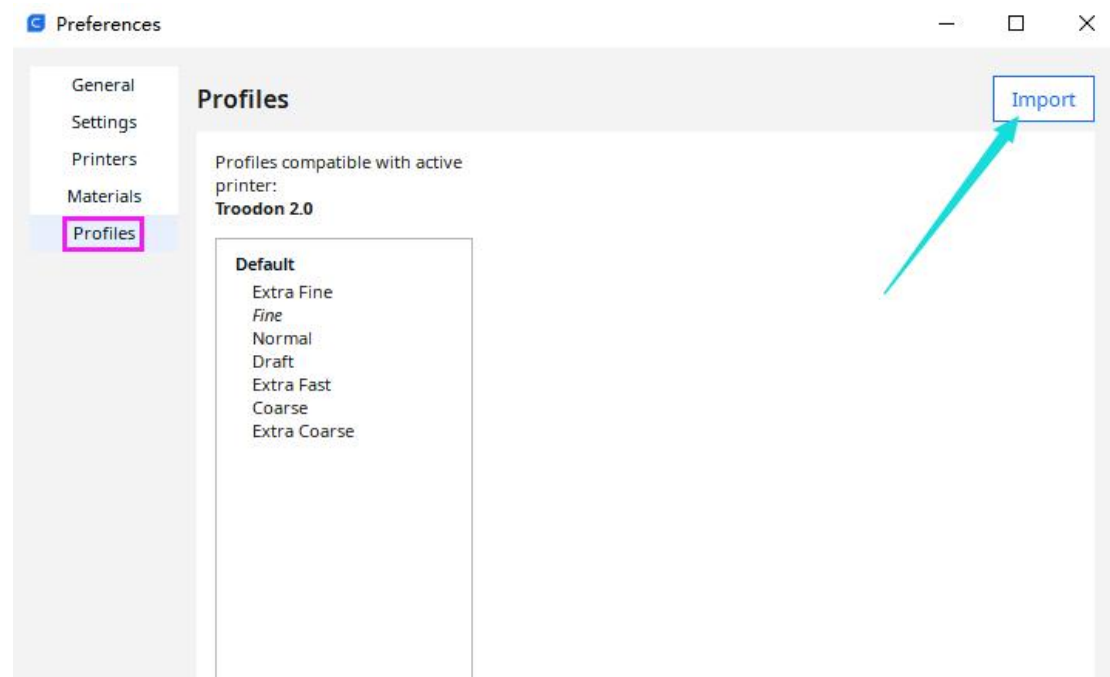 Preferences
General
Settings
Printers
Materials
Profiles
Profiles
Import
Profiles compatible with active
printer:
Troodon 2.0
Default
Extra Fine
Fine
Normal
Draft
Extra Fast
Coarse
Extra Coarse